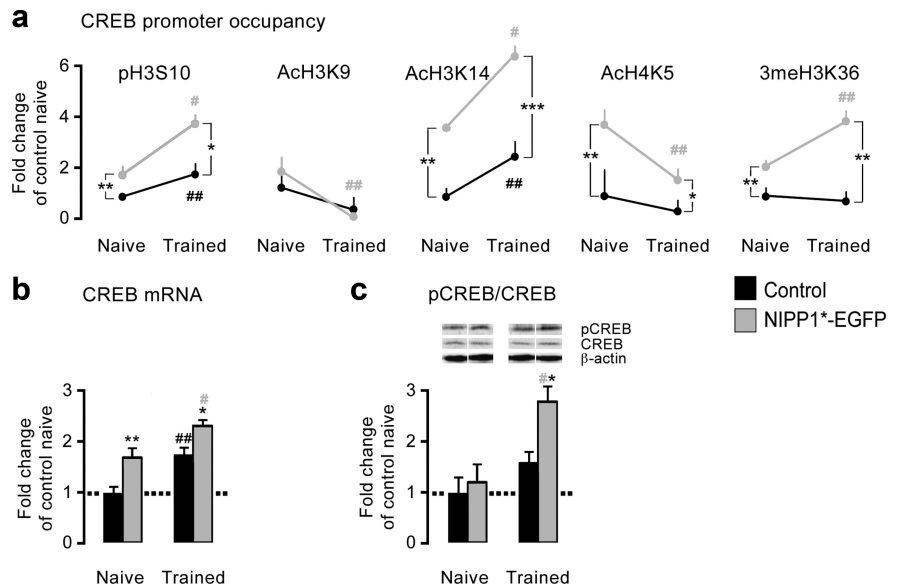 a CREB promoter occupancy
Fold change
of control naive
6
4
2
0
pH3S10
AcH3K9
AcH3K14
AcH4K5
3meH3K36
**
#
*
##
##
**
#
***
##
**
##
*
**
##
**
Naive Trained
Naive Trained
Naive Trained
Naive Trained
Naive Trained
b CREB mRNA
Fold change
of control naive
3
2
1
0
**
##
#
*
Naive Trained
c pCREB/CREB
pCREB
CREB
β-actin
Fold change
of control naive
3
2
1
0
#*
Naive Trained
Control
NIPP1*-EGFP